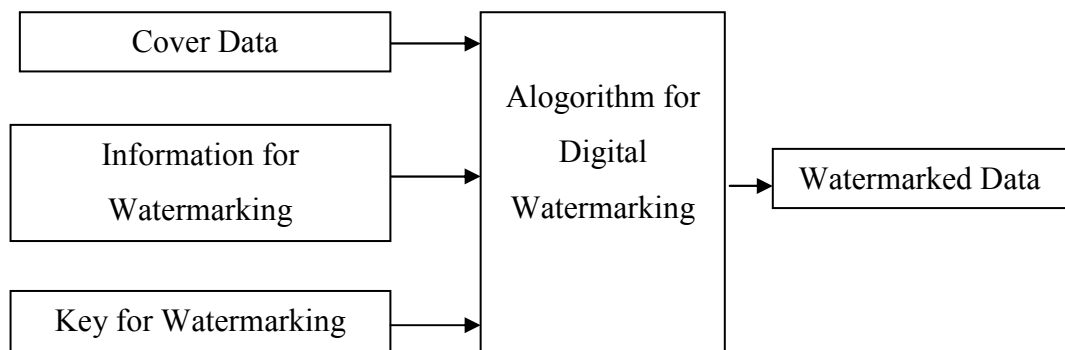 Cover Data
Information for
Watermarking
Key for Watermarking
Alogorithm for
Digital
Watermarking
Watermarked Data